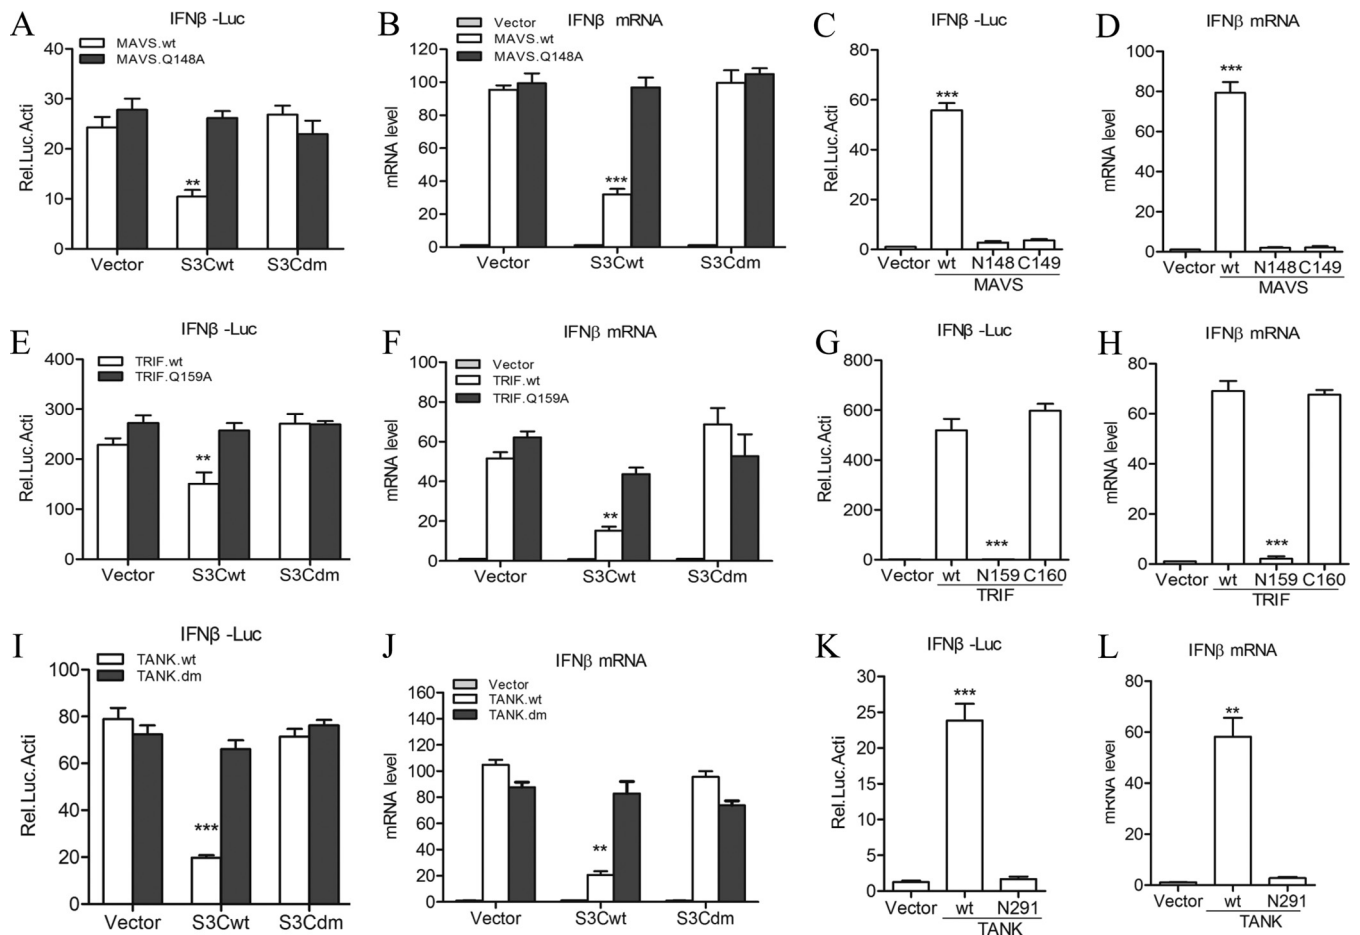 A
IFNβ -Luc
MAVS.wt
MAVS.Q148A
Rel.Luc.Acti
40
30
20
10
0
**
Vector S3Cwt S3Cdm
B
IFNβ mRNA
Vector
MAVS.wt
MAVS.Q148A
mRNA level
120
100
80
60
40
20
0
***
Vector S3Cwt S3Cdm
C
IFNβ -Luc
Rel.Luc.Acti
80
60
40
20
0
***
Vector wt N148 C149
MAVS
D
IFNβ mRNA
mRNA level
100
80
60
40
20
0
***
Vector wt N148 C149
MAVS
E
IFNβ -Luc
TRIF.wt
TRIF.Q159A
Rel.Luc.Acti
400
300
200
100
0
**
Vector S3Cwt S3Cdm
F
IFNβ mRNA
Vector
TRIF.wt
TRIF.Q159A
mRNA level
100
80
60
40
20
0
**
Vector S3Cwt S3Cdm
G
IFNβ -Luc
Rel.Luc.Acti
800
600
400
200
0
***
Vector wt N159 C160
TRIF
H
IFNβ mRNA
mRNA level
80
60
40
20
0
***
Vector wt N159 C160
TRIF
I
IFNβ -Luc
TANK.wt
TANK.dm
Rel.Luc.Acti
100
80
60
40
20
0
***
Vector S3Cwt S3Cdm
J
IFNβ mRNA
Vector
TANK.wt
TANK.dm
mRNA level
160
140
120
100
80
60
40
20
0
**
Vector S3Cwt S3Cdm
K
IFNβ -Luc
Rel.Luc.Acti
30
25
20
15
10
5
0
***
Vector wt N291
TANK
L
IFNβ mRNA
mRNA level
80
60
40
20
0
**
Vector wt N291
TANK